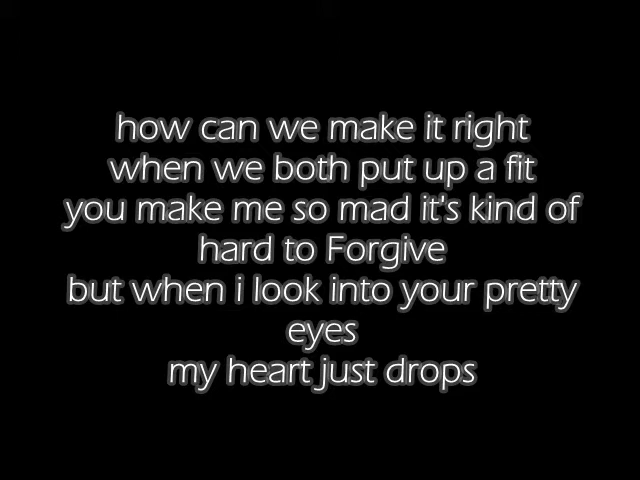 how can we make it right
when we both put up a fit
you make me so mad it's kind of
hard to Forgive
but when i look into your pretty
eyes
my heart just drops